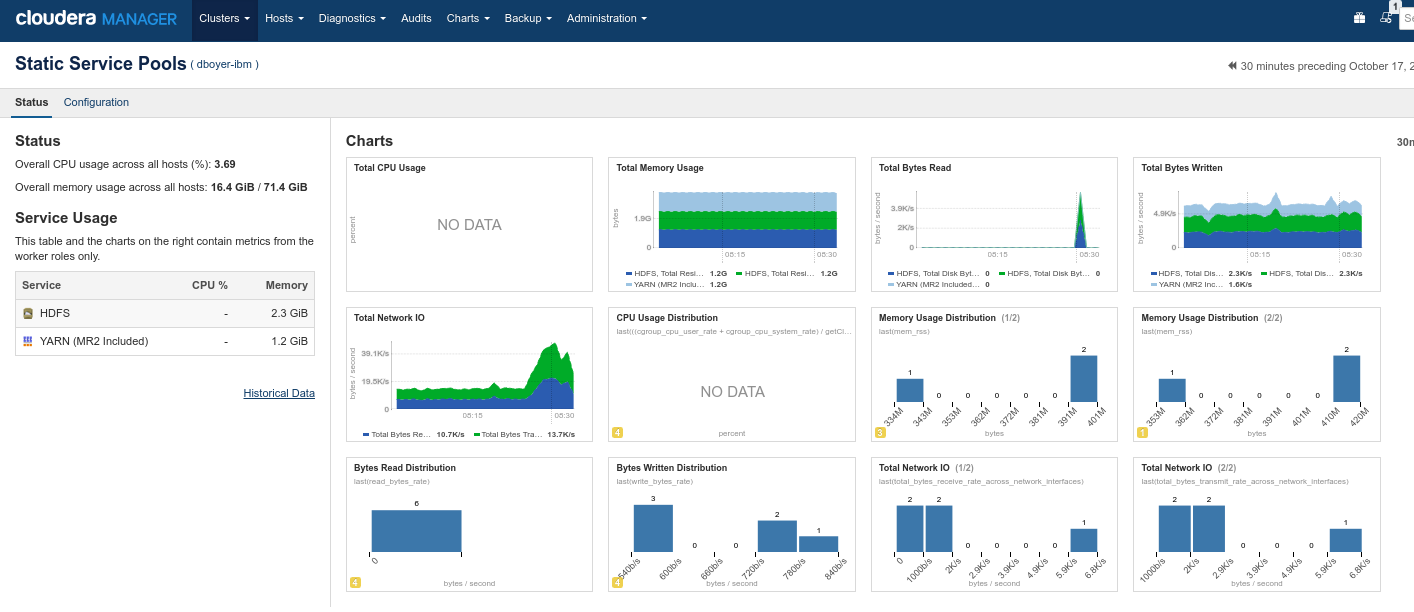 cloudera MANAGER Clusters Hosts Diagnostics Audits Charts Backup Administration 1
Static Service Pools ( dboyer-ibm )
30 minutes preceding October 17, 2
Status Configuration
Status
Overall CPU usage across all hosts (%): 3.69
Overall memory usage across all hosts: 16.4 GiB / 71.4 GiB
Service Usage
This table and the charts on the right contain metrics from the
worker roles only.
Service CPU % Memory
HDFS - 2.3 GiB
YARN (MR2 Included) - 1.2 GiB
Historical Data
Charts
30m
Total CPU Usage
percent
NO DATA
Total Memory Usage
bytes
1.9G
0
08:15 08:30
HDFS, Total Resi... 1.2G HDFS, Total Resi... 1.2G
YARN (MR2 Included... 1.2G
Total Bytes Read
bytes / second
3.9K/s
2K/s
0
08:15 08:30
HDFS, Total Disk Byt... 0 HDFS, Total Disk Byt... 0
YARN (MR2 Included... 0
Total Bytes Written
bytes / second
4.9K/s
0
08:15 08:30
HDFS, Total Dis... 2.3K/s HDFS, Total Dis... 2.3K/s
YARN (MR2 Inc... 1.6K/s
Total Network IO
bytes / second
39.1K/s
19.5K/s
0
08:15 08:30
Total Bytes Re... 10.7K/s Total Bytes Tra... 13.7K/s
CPU Usage Distribution
last(((cgroup_cpu_user_rate + cgroup_cpu_system_rate) / getCl...
NO DATA
4
percent
Memory Usage Distribution (1/2)
last(mem_rss)
1 0 0 0 0 0 2
334M 343M 353M 362M 372M 381M 391M 401M
3
bytes
Memory Usage Distribution (2/2)
last(mem_rss)
1 0 0 0 0 0 2
353M 362M 372M 381M 391M 401M 410M 420M
1
bytes
Bytes Read Distribution
last(read_bytes_rate)
6
0
4
bytes / second
Bytes Written Distribution
last(write_bytes_rate)
3 0 0 2 1
540b/s 600b/s 660b/s 720b/s 780b/s 840b/s
4
bytes / second
Total Network IO (1/2)
last(total_bytes_receive_rate_across_network_interfaces)
2 2 0 0 0 0 1
0 1000b/s 2K/s 2.9K/s 3.9K/s 4.9K/s 5.9K/s 6.8K/s
bytes / second
Total Network IO (2/2)
last(total_bytes_transmit_rate_across_network_interfaces)
2 2 0 0 0 1
1000b/s 2K/s 2.9K/s 3.9K/s 4.9K/s 5.9K/s 6.8K/s
bytes / second